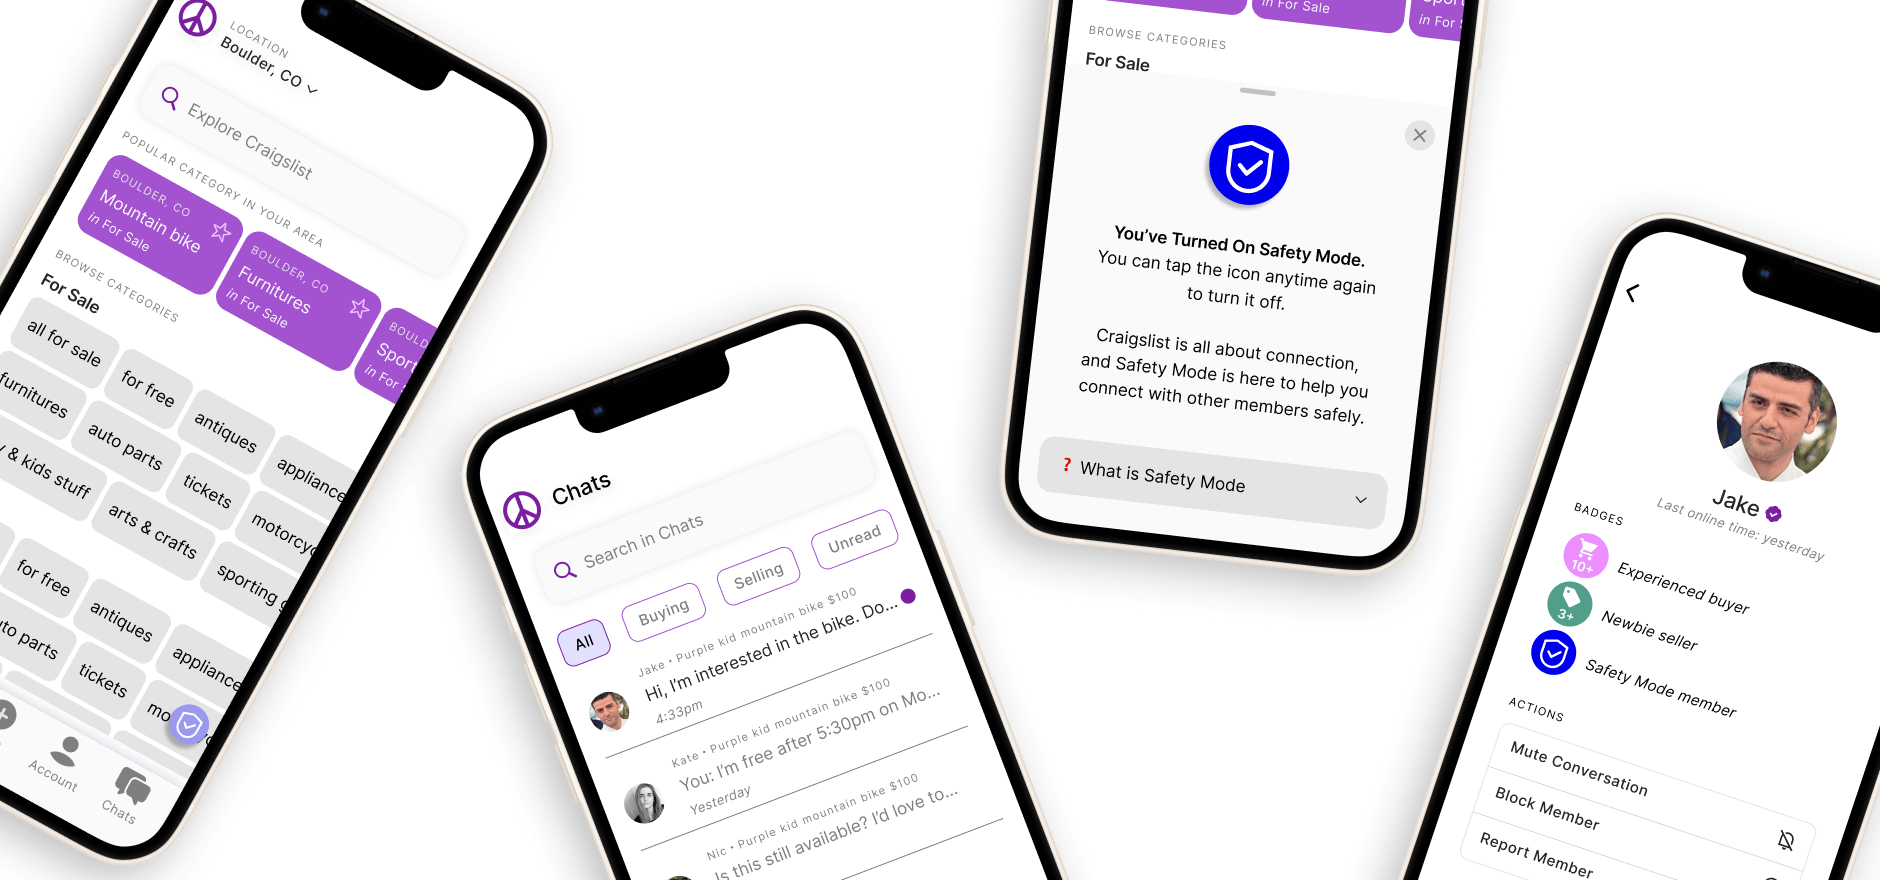 LOCATION
Boulder, CO
Explore Craigslist
POPULAR CATEGORY IN YOUR AREA
BOULDER, CO
Mountain bike
in For Sale
BOULDER, CO
Furnitures
in For Sale
BOULD
Sport
in For
BROWSE CATEGORIES
For Sale
all for sale
for free
antiques
appliance
furnitures
auto parts
tickets
motorcyc
y & kids stuff
arts & crafts
sporting g
for free
antiques
appliance
to parts
tickets
mo
Account
Chats
Chats
Search in Chats
All
Buying
Selling
Unread
Jake • Purple kid mountain bike $100
Hi, I'm interested in the bike. Do...
4:33pm
Kate • Purple kid mountain bike $100
You: I'm free after 5:30pm on Mo...
Yesterday
Nic • Purple kid mountain bike $100
Is this still available? I'd love to...
in For Sale
in For S
BROWSE CATEGORIES
For Sale
You've Turned On Safety Mode.
You can tap the icon anytime again
to turn it off.
Craigslist is all about connection,
and Safety Mode is here to help you
connect with other members safely.
? What is Safety Mode
Jake
Last online time: yesterday
BADGES
10+
Experienced buyer
3+
Newbie seller
Safety Mode member
ACTIONS
Mute Conversation
Block Member
Report Member